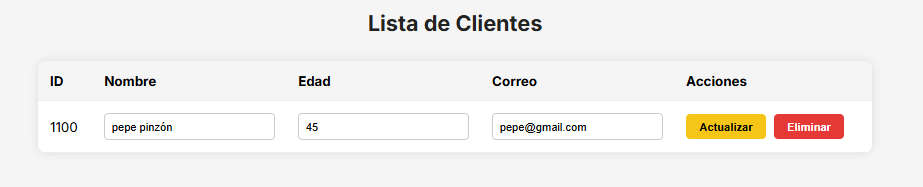 Lista de Clientes
ID Nombre Edad Correo Acciones
1100 pepe pinzón 45 pepe@gmail.com Actualizar Eliminar